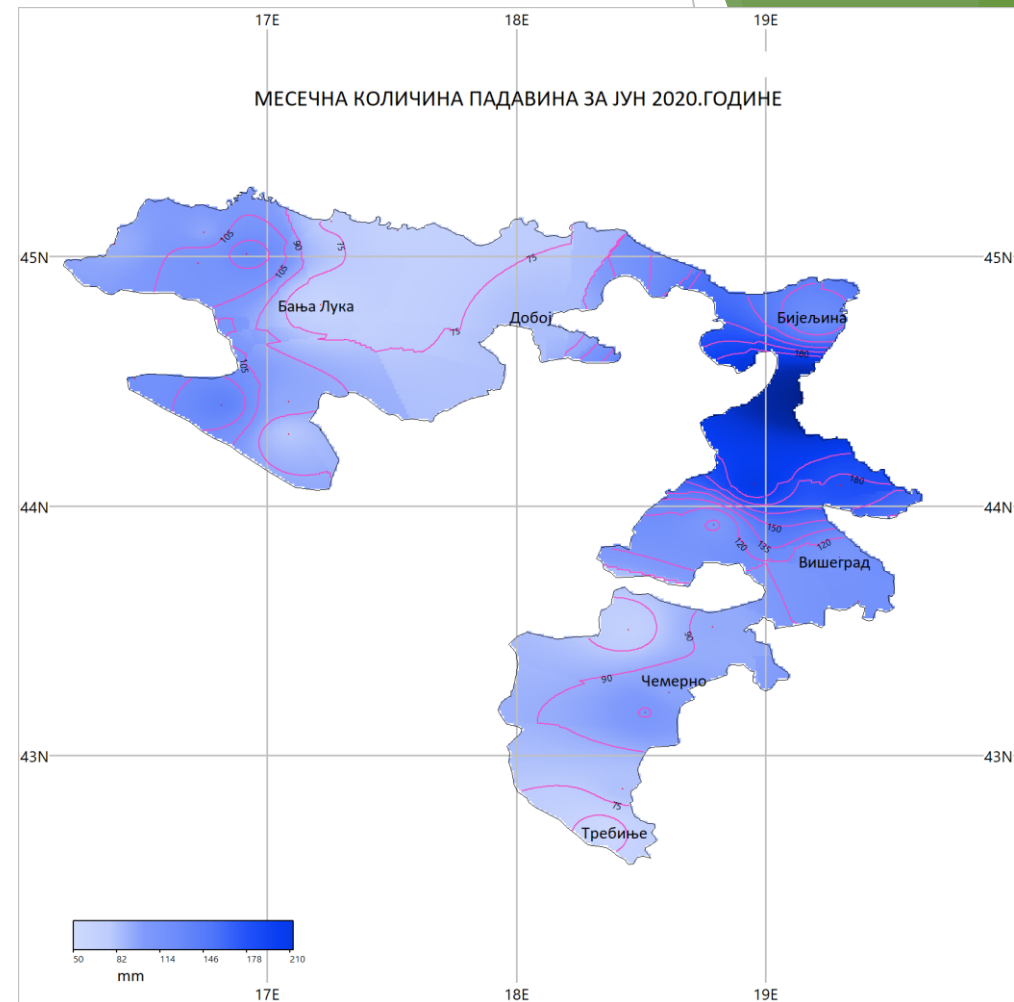 17E 18E 19E
МЕСЕЧНА КОЛИЧИНА ПАДАВИНА ЗА ЈУН 2020.ГОДИНЕ
105
90
75
45N
75
45N
105
Бања Лука
Добој
Бијељина
75
180
105
180
44N
44N
150
120
135
120
Вишеград
90
90
Чемерно
43N
43N
75
Требиње
50 82 114 146 178 210
mm
17E 18E 19E